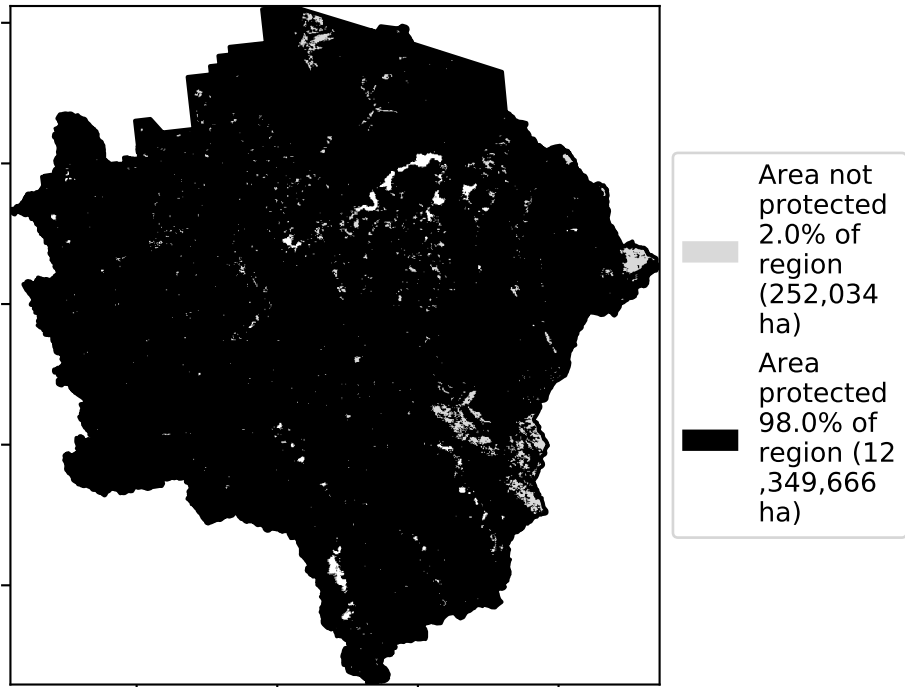 Area not
protected
2.0% of
region
(252,034
ha)
Area
protected
98.0% of
region (12
,349,666
ha)